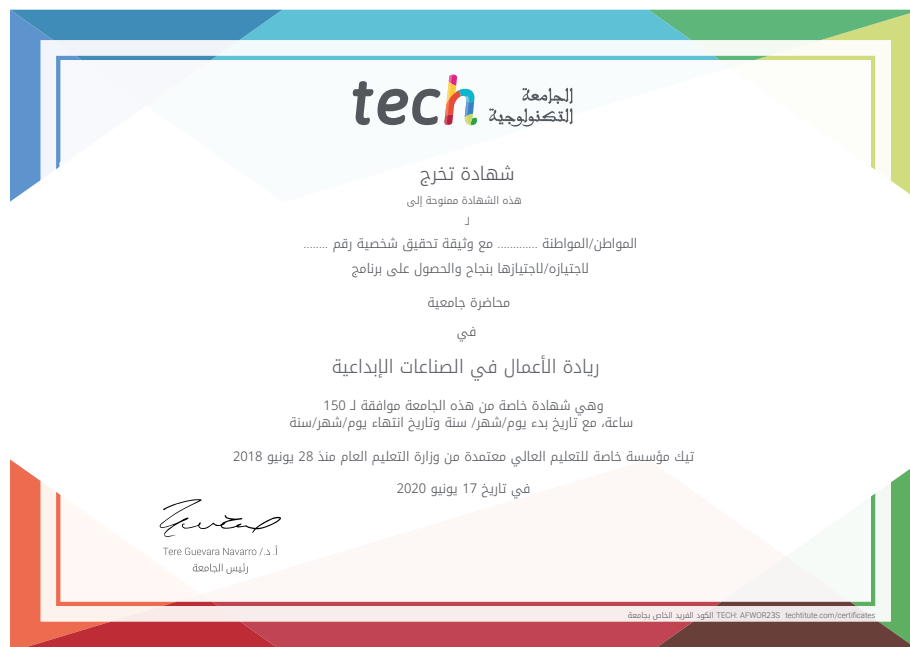 tech
الجامعة
التكنولوجية
شهادة تخرج
هذه الشهادة ممنوحة إلى
لـ
المواطن/المواطنة ............ مع وثيقة تحقيق شخصية رقم ........
لاجتيازه/لاجتيازها بنجاح والحصول على برنامج
محاضرة جامعية
في
ريادة الأعمال في الصناعات الإبداعية
وهي شهادة خاصة من هذه الجامعة موافقة لـ 150
ساعة، مع تاريخ بدء يوم/شهر/ سنة وتاريخ انتهاء يوم/شهر/سنة
تيك مؤسسة خاصة للتعليم العالي معتمدة من وزارة التعليم العام منذ 28 يونيو 2018
في تاريخ 17 يونيو 2020
أ. د./ Tere Guevara Navarro
رئيس الجامعة
الكود الفريد الخاص بجامعة TECH: AFWOR23S techtitute.com/certificates